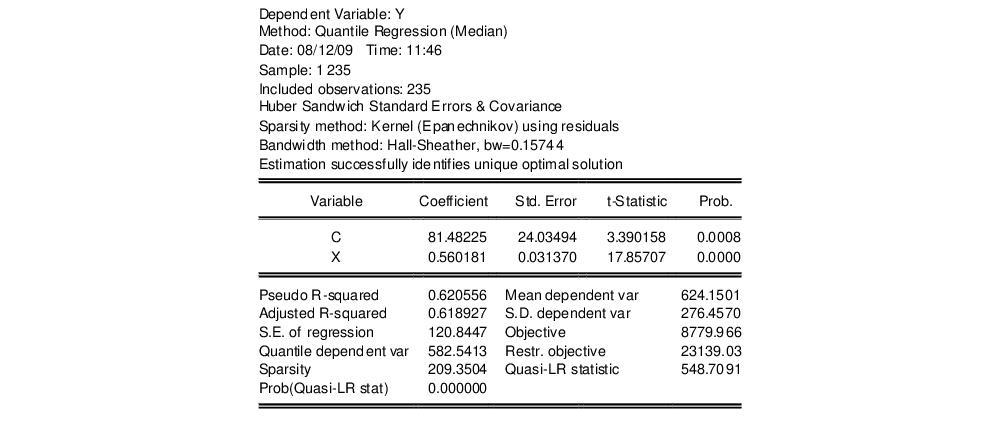 Dependent Variable: Y
Method: Quantile Regression (Median)
Date: 08/12/09 Time: 11:46
Sample: 1 235
Included observations: 235
Huber Sandwich Standard Errors & Covariance
Sparsity method: Kernel (Epanechnikov) using residuals
Bandwidth method: Hall-Sheather, bw=0.15744
Estimation successfully identifies unique optimal solution
Variable Coefficient Std. Error t-Statistic Prob.
C 81.48225 24.03494 3.390158 0.0008
X 0.560181 0.031370 17.85707 0.0000
Pseudo R-squared 0.620556 Mean dependent var 624.1501
Adjusted R-squared 0.618927 S.D. dependent var 276.4570
S.E. of regression 120.8447 Objective 8779.966
Quantile dependent var 582.5413 Restr. objective 23139.03
Sparsity 209.3504 Quasi-LR statistic 548.7091
Prob(Quasi-LR stat) 0.000000